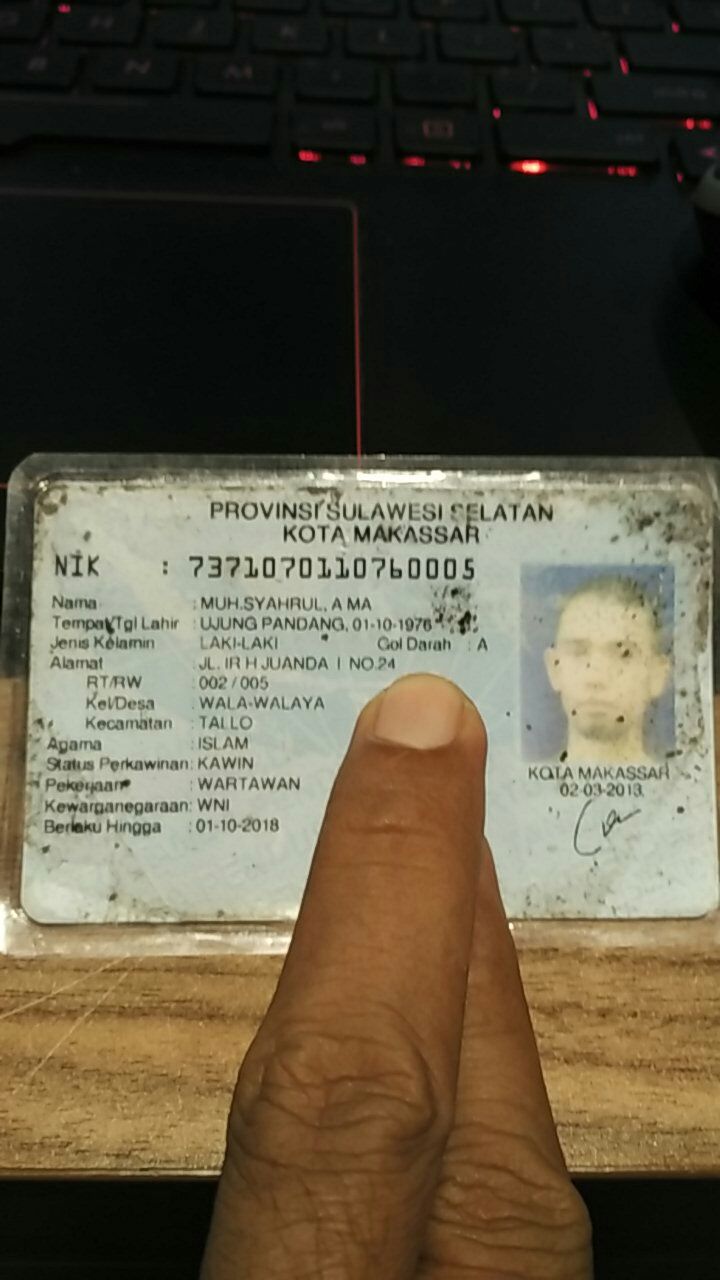 PROVINSI SULAWESI SELATAN
KOTA MAKASSAR
NIK : 7371070110760005
Nama : MUH.SYAHRUL, A MA
Tempat/Tgl Lahir : UJUNG PANDANG, 01-10-1976
Jenis Kelamin LAKI-LAKI Gol Darah : A
Alamat : JL. IR H JUANDA I NO.24
RT/RW : 002 / 005
Kel/Desa : WALA-WALAYA
Kecamatan : TALLO
Agama : ISLAM
Status Perkawinan: KAWIN
Pekerjaan : WARTAWAN
Kewarganegaraan: WNI
Berlaku Hingga : 01-10-2018
KOTA MAKASSAR
02-03-2013